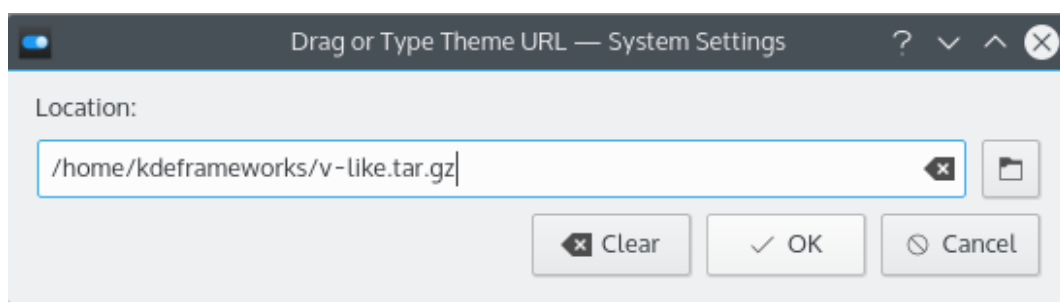 Drag or Type Theme URL — System Settings
Location:
/home/kdeframeworks/v-like.tar.gz
Clear OK Cancel